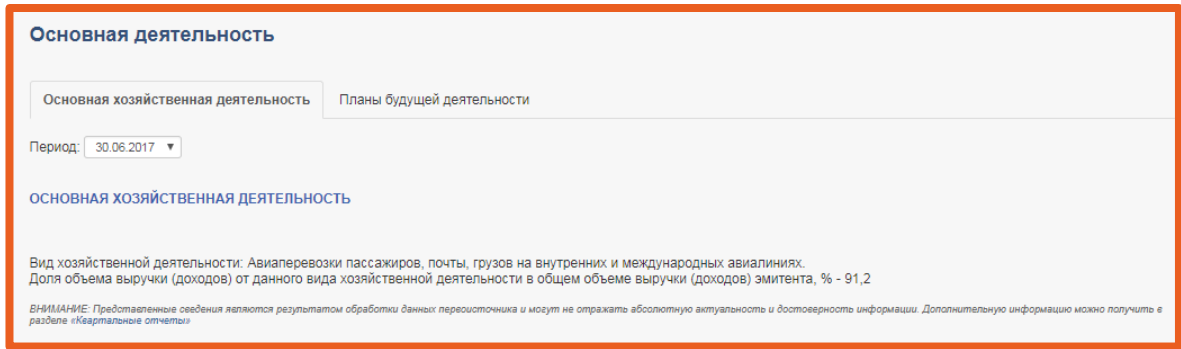 Основная деятельность
Основная хозяйственная деятельность Планы будущей деятельности
Период: 30.06.2017 ▼
ОСНОВНАЯ ХОЗЯЙСТВЕННАЯ ДЕЯТЕЛЬНОСТЬ
Вид хозяйственной деятельности: Авиаперевозки пассажиров, почты, грузов на внутренних и международных авиалиниях.
Доля объема выручки (доходов) от данного вида хозяйственной деятельности в общем объеме выручки (доходов) эмитента, % - 91,2
ВНИМАНИЕ: Представленные сведения являются результатом обработки данных первоисточника и могут не отражать абсолютную актуальность и достоверность информации. Дополнительную информацию можно получить в
разделе «Квартальные отчеты»